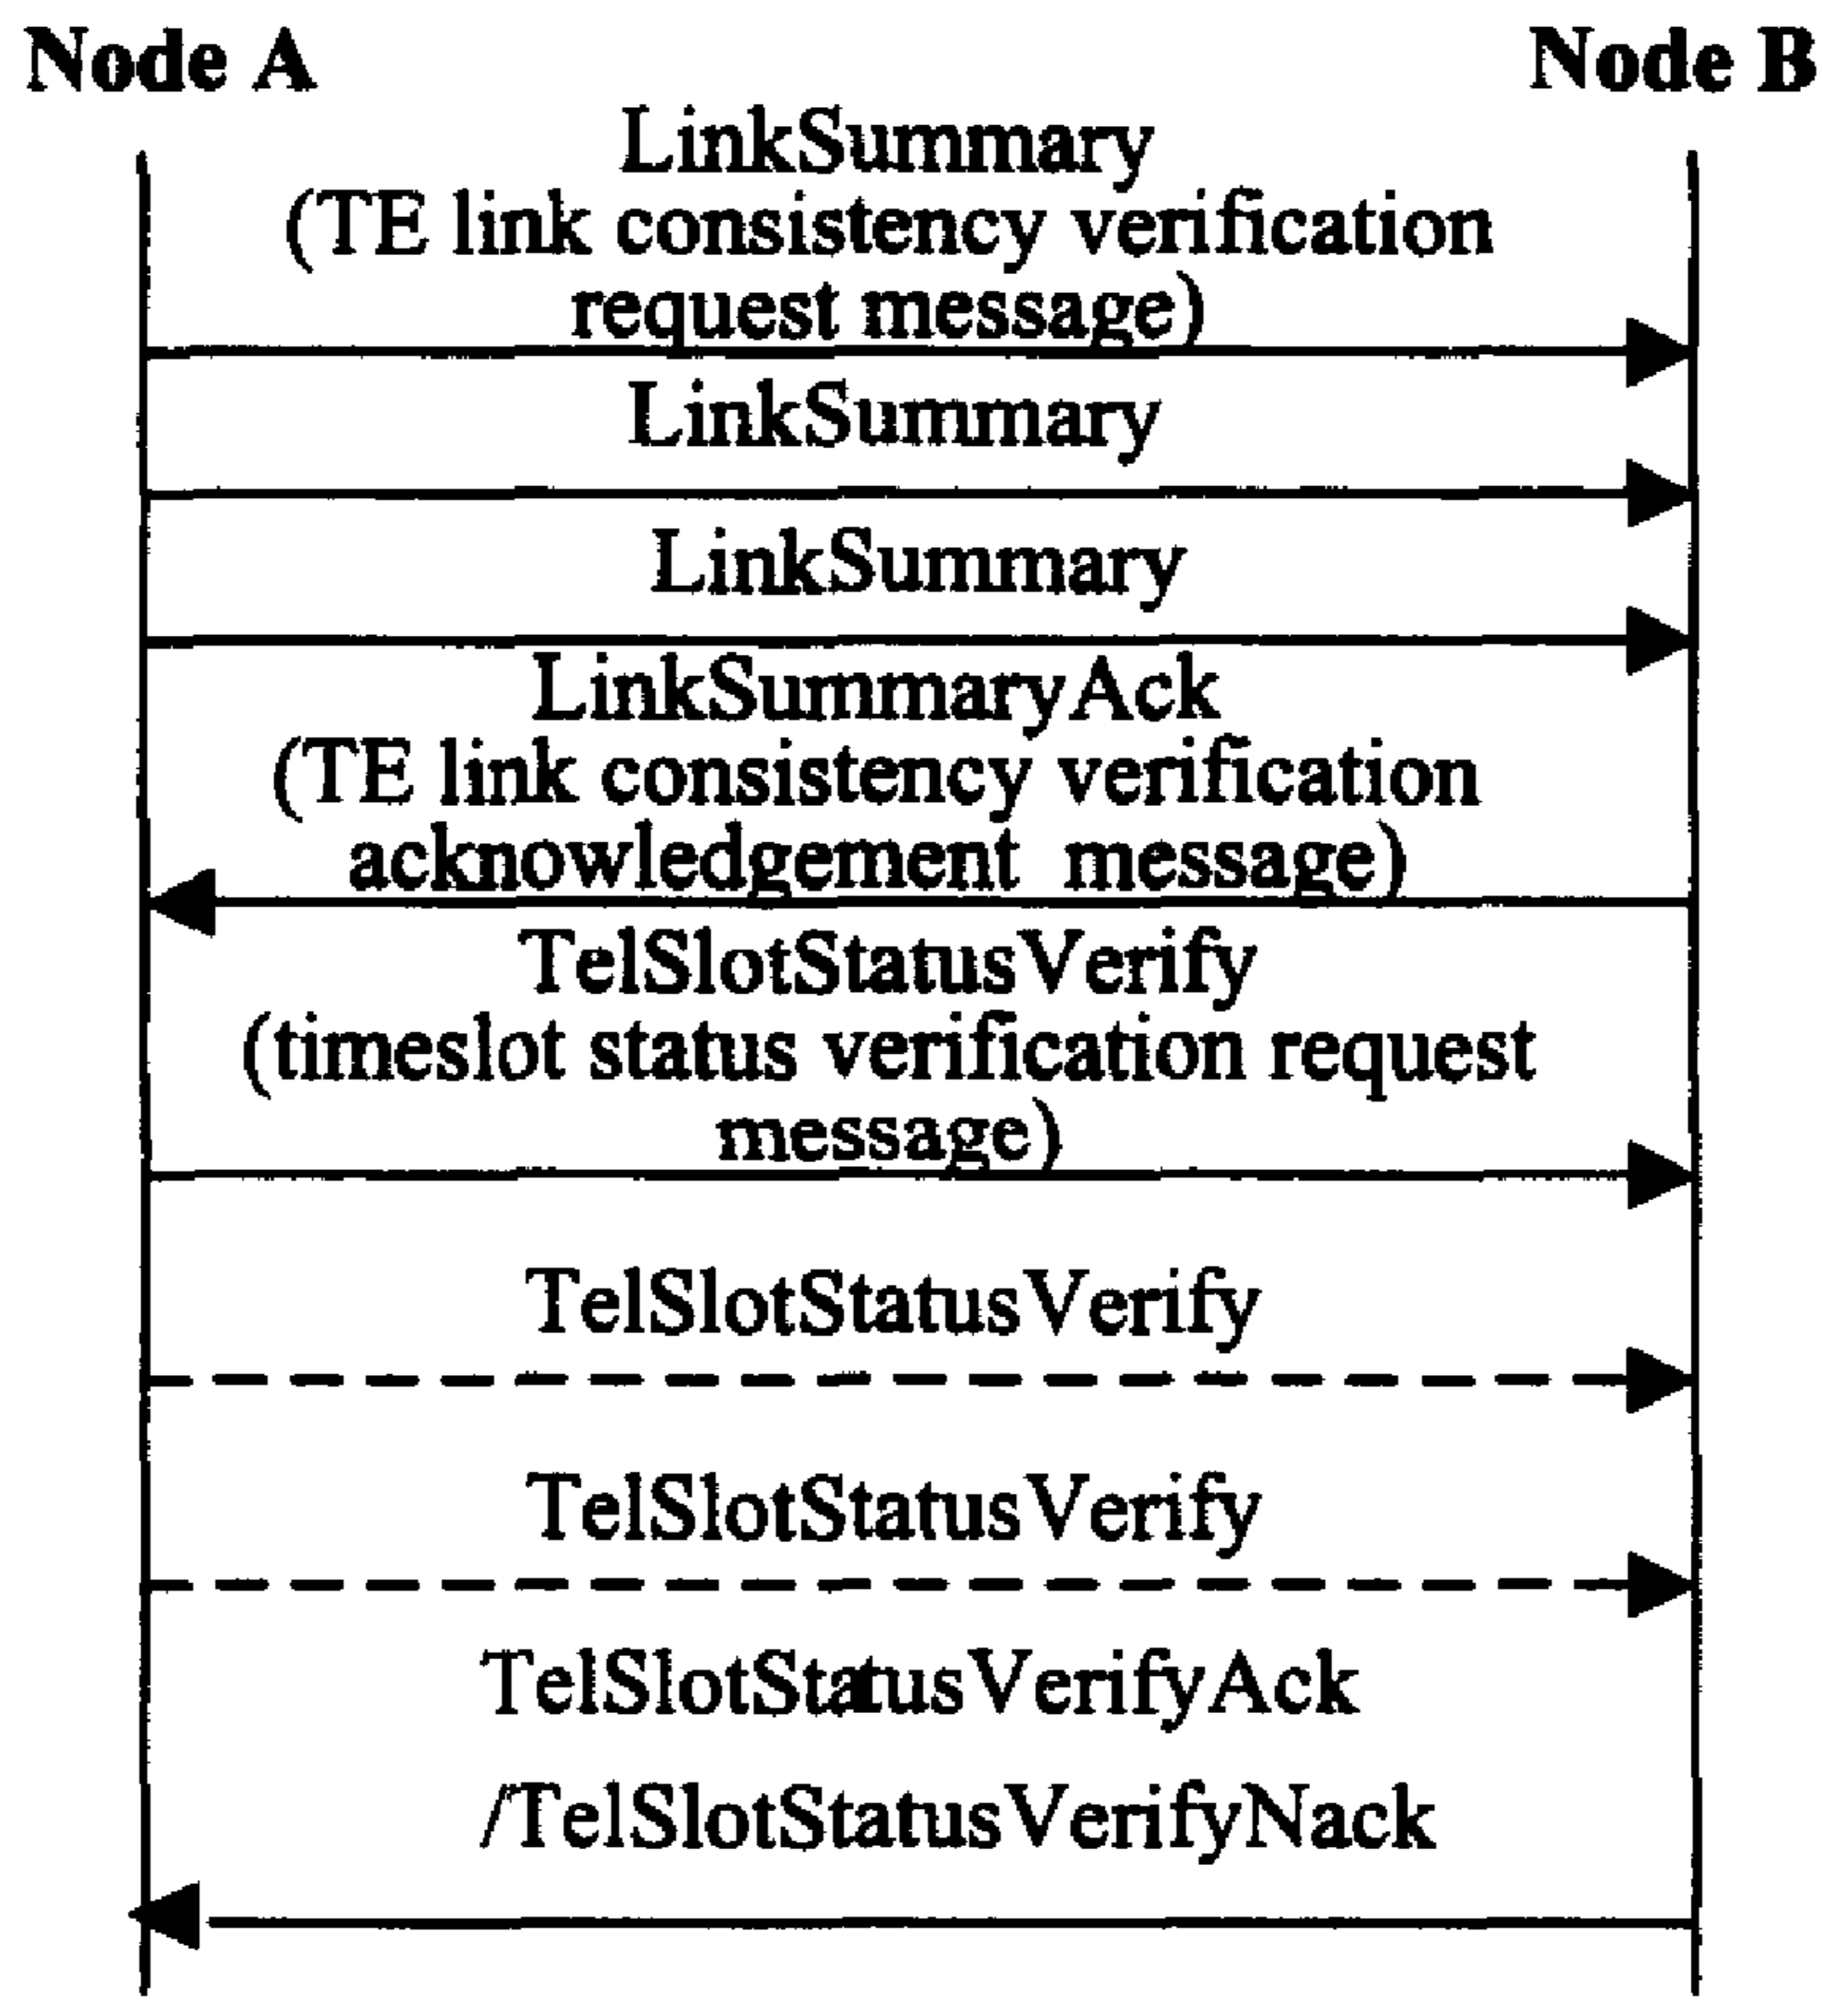 Node A Node B
LinkSummary
(TE link consistency verification
request message)
LinkSummary
LinkSummary
LinkSummaryAck
(TE link consistency verification
acknowledgement message)
TelSlotStatusVerify
(timeslot status verification request
message)
TelSlotStatusVerify
TelSlotStatusVerify
TelSlotStatusVerifyAck
/TelSlotStatusVerifyNack